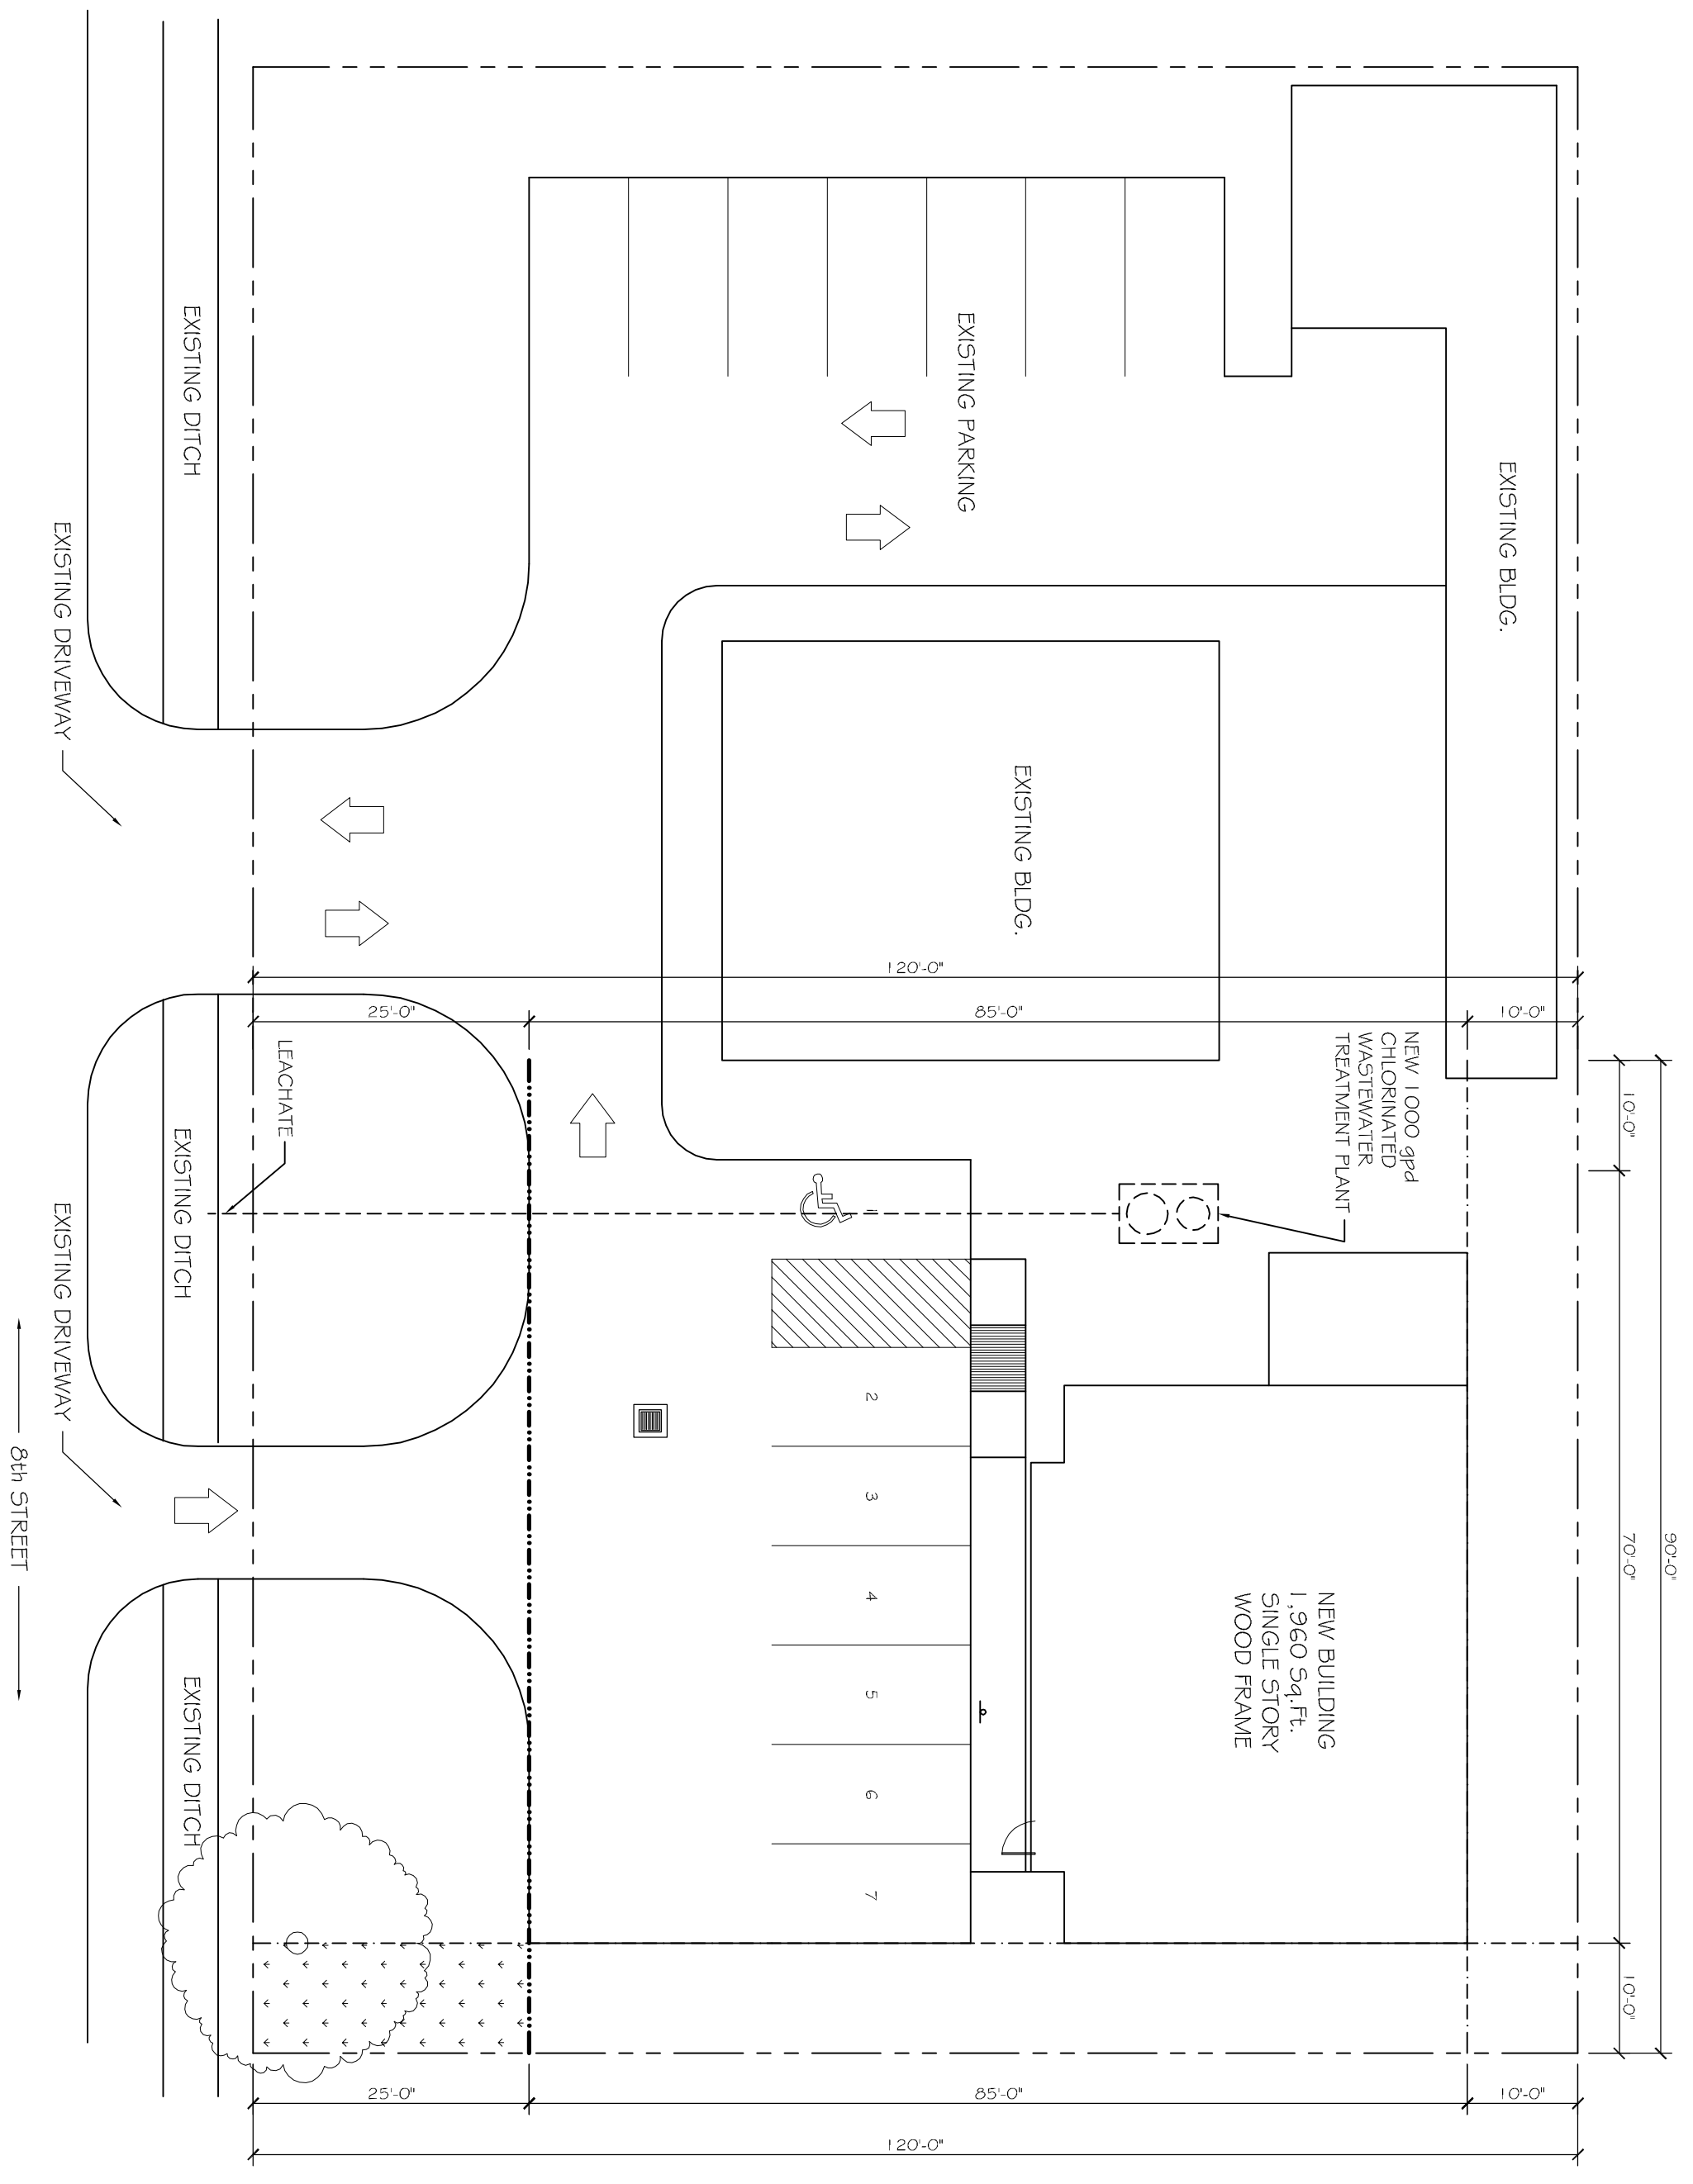 EXISTING BLDG.
EXISTING PARKING
EXISTING DITCH
EXISTING DRIVEWAY
EXISTING BLDG.
120'-0"
25'-0"
85'-0"
10'-0"
NEW 1000 gpd
CHLORINATED
WASTEWATER
TREATMENT PLANT
LEACHATE
EXISTING DITCH
EXISTING DRIVEWAY
8th STREET
90'-0"
10'-0"
70'-0"
10'-0"
1
2
3
4
5
6
7
NEW BUILDING
1,960 Sq.Ft.
SINGLE STORY
WOOD FRAME
EXISTING DITCH
25'-0"
85'-0"
10'-0"
120'-0"